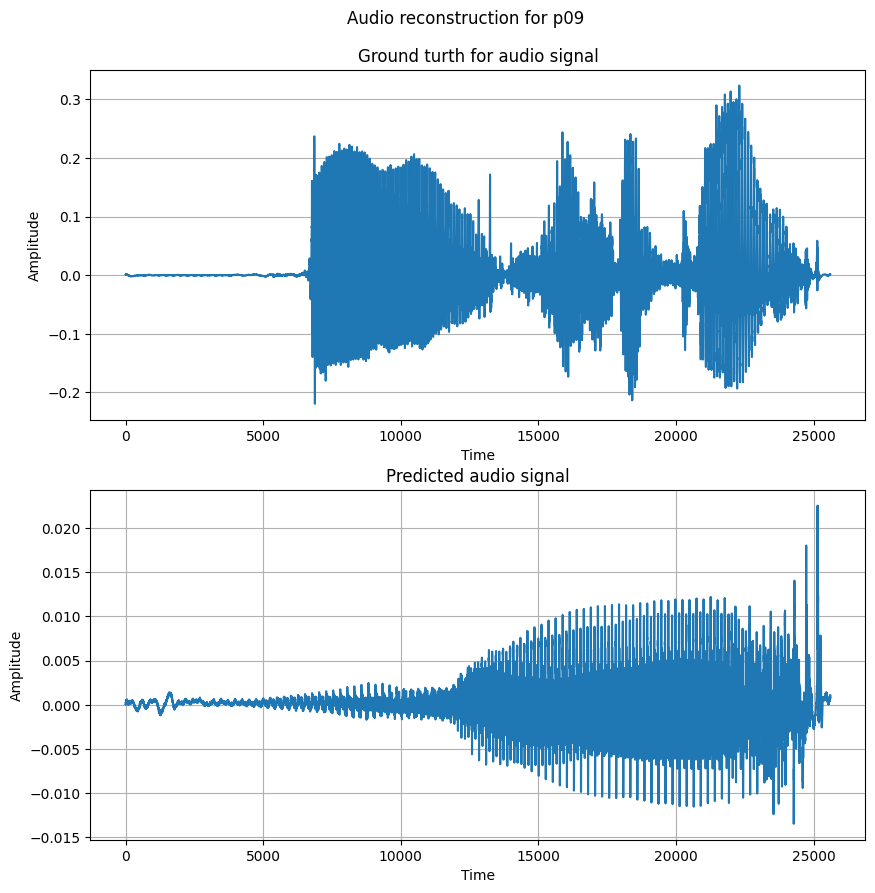 Audio reconstruction for p09
Ground turth for audio signal
0.3
0.2
0.1
0.0
−0.1
−0.2
Amplitude
0 5000 10000 15000 20000 25000
Time
Predicted audio signal
0.020
0.015
0.010
0.005
0.000
−0.005
−0.010
−0.015
Amplitude
0 5000 10000 15000 20000 25000
Time